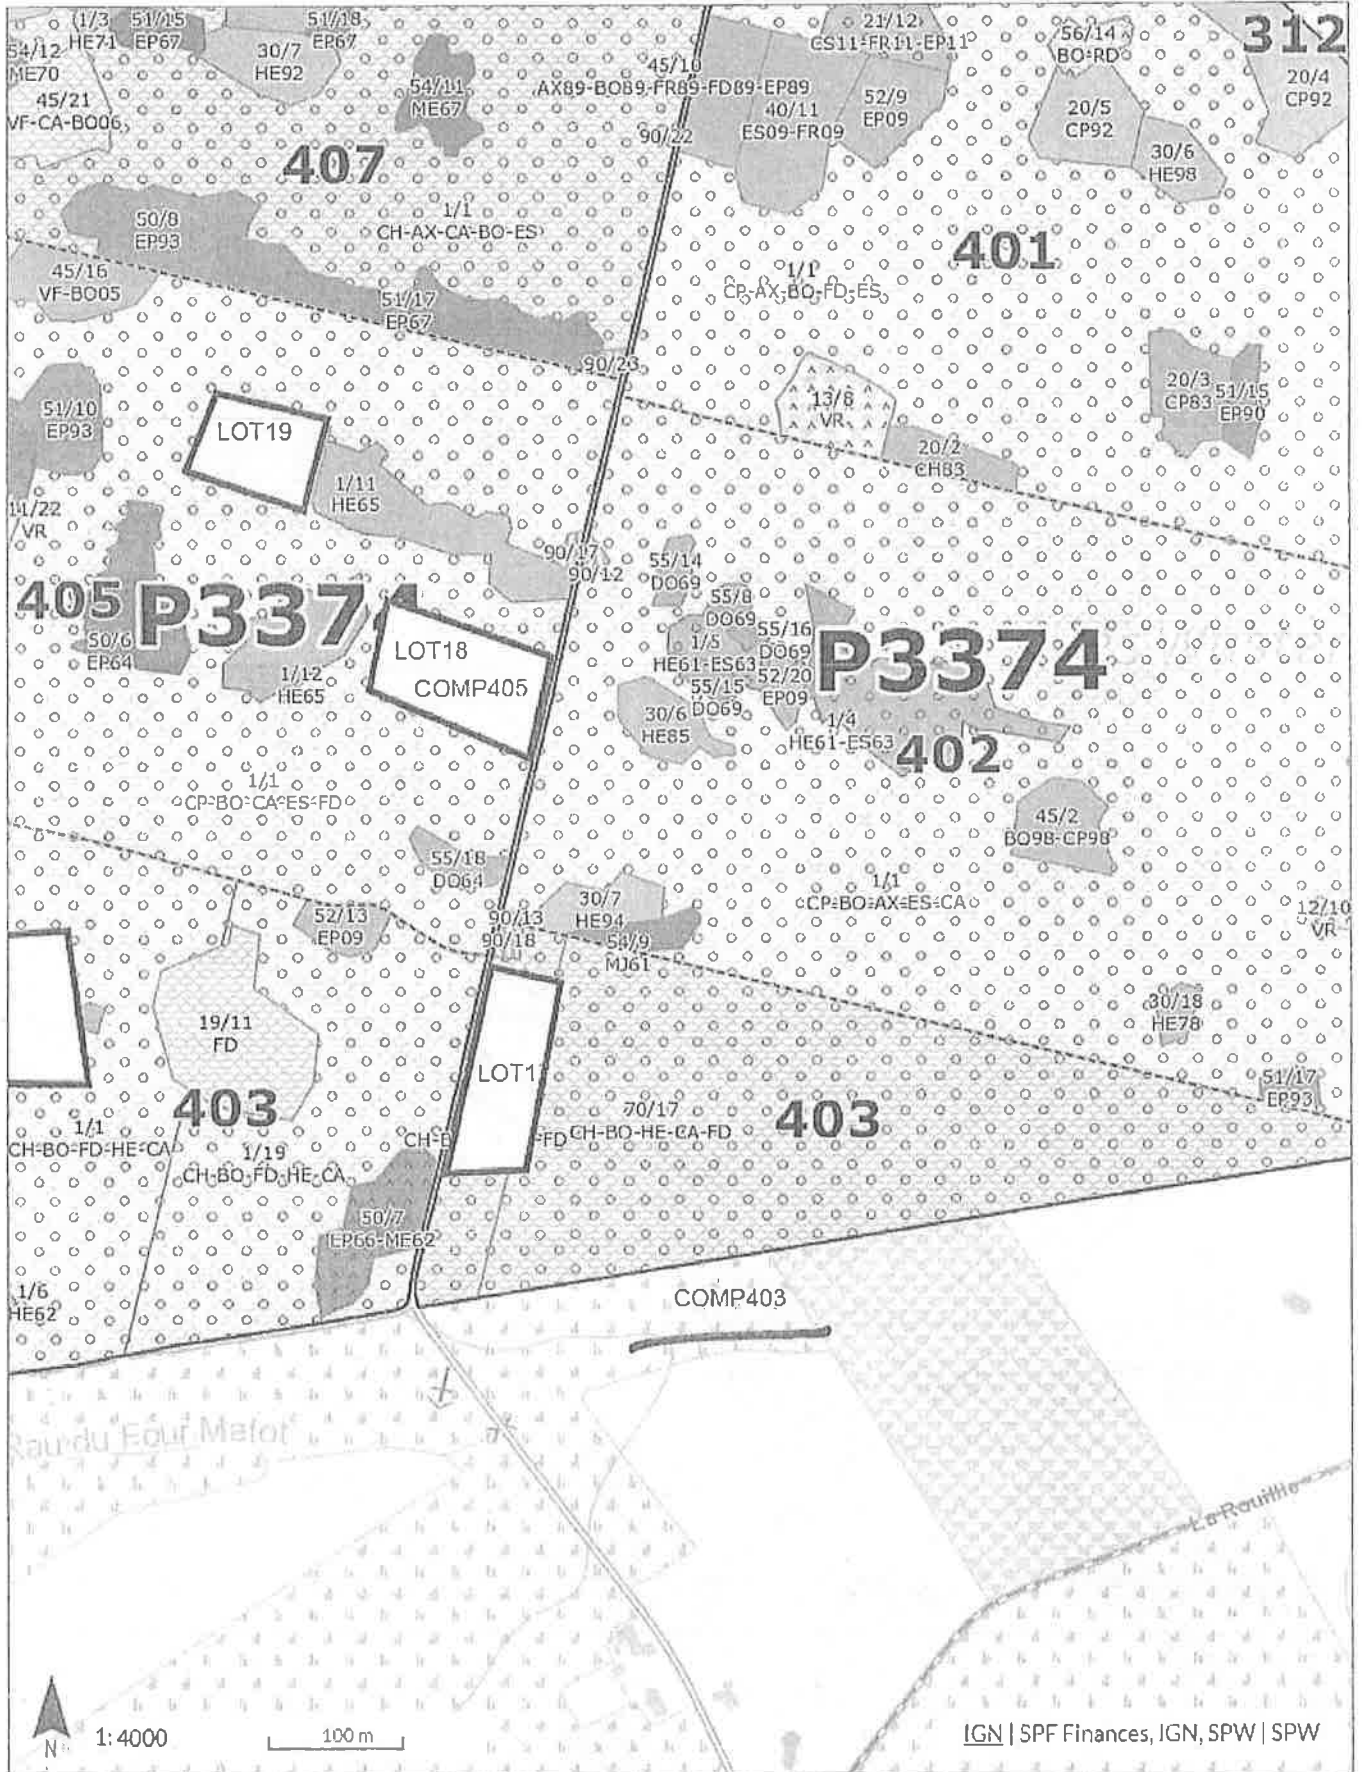 1/3
HE71
51/15
EP67
51/18
EP67
21/12
CS11-FR11-EP11
56/14
BO-RD
312
54/12
ME70
30/7
HE92
54/11
ME67
45/10
AX89-BO89-FR89-FD89-EP89
20/4
CP92
45/21
VF-CA-BO06
40/11
ES09-FR09
52/9
EP09
20/5
CP92
90/22
407
30/6
HE98
50/8
EP93
1/1
CH-AX-CA-BO-ES
401
45/16
VF-BO05
1/1
CP-AX-BO-FD-ES
51/17
EP67
90/23
20/3
CP83
51/15
EP90
13/8
VR
51/10
EP93
LOT19
20/2
CH83
1/11
HE65
11/22
VR
90/17
90/12
55/14
DO69
405
P3374
55/8
DO69
50/6
EP64
1/12
HE65
LOT18
COMP405
1/5
HE61-ES63
55/16
DO69
P3374
52/20
EP09
55/15
DO69
30/6
HE85
1/4
HE61-ES63
402
1/1
CP-BO-CA-ES-FD
45/2
BO98-CP98
55/18
DO64
1/1
CP-BO-AX-ES-CA
30/7
HE94
52/13
EP09
90/13
90/18
54/9
MJ61
12/10
VR
30/18
HE78
19/11
FD
LOT1
51/17
EP93
403
70/17
CH-BO-HE-CA-FD
403
1/1
CH-BO-FD-HE-CA
1/19
CH-BO-FD-HE-CA
FD
50/7
EP66-ME62
1/6
HE62
COMP403
Rau du Four Matot
La Rouillie
N
1:4000
100 m
IGN | SPF Finances, IGN, SPW | SPW